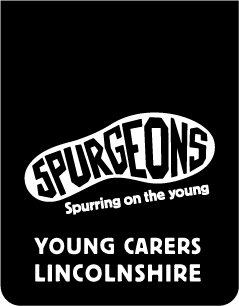 SPURGEONS
Spurring on the young
YOUNG CARERS
LINCOLNSHIRE